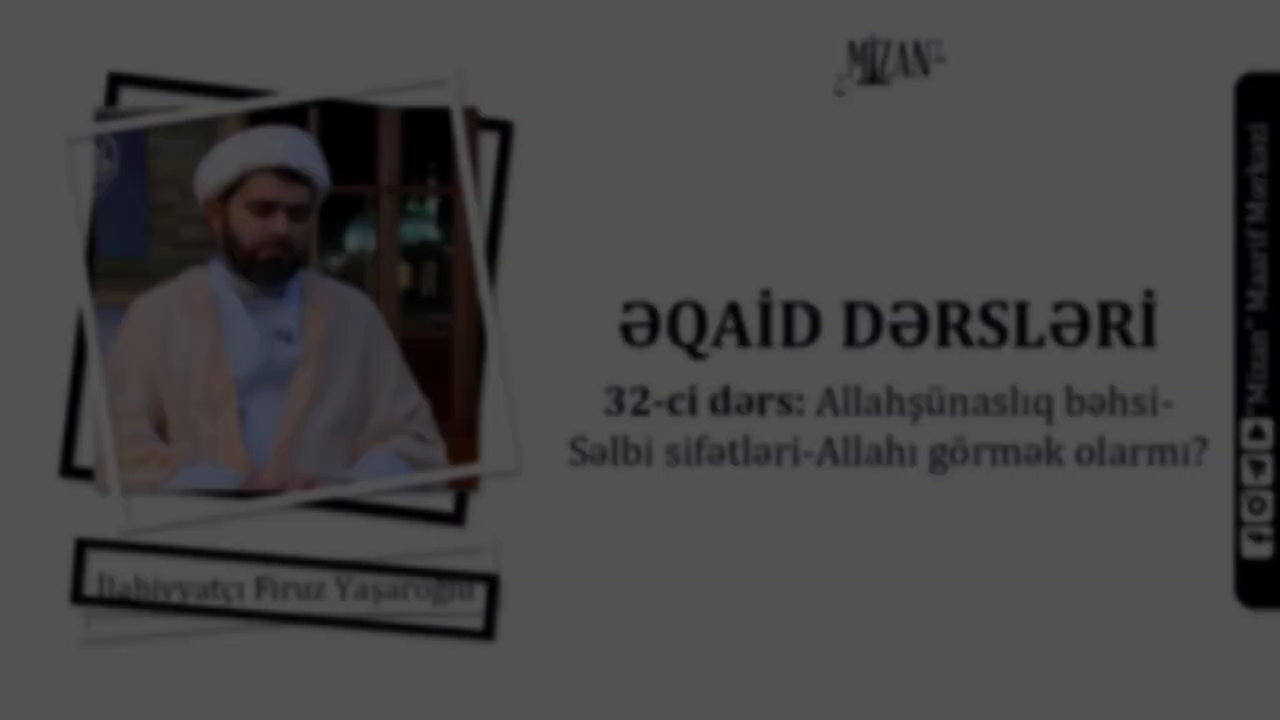 MİZAN
ƏQAİD DƏRSLƏRİ
32-ci dərs: Allahşünaslıq bəhsi-
Səlbi sifətləri-Allahı görmək olarmı?
İlahiyyatçı Firuz Yaşaroğlu
"Mizan" Maarif Mərkəzi